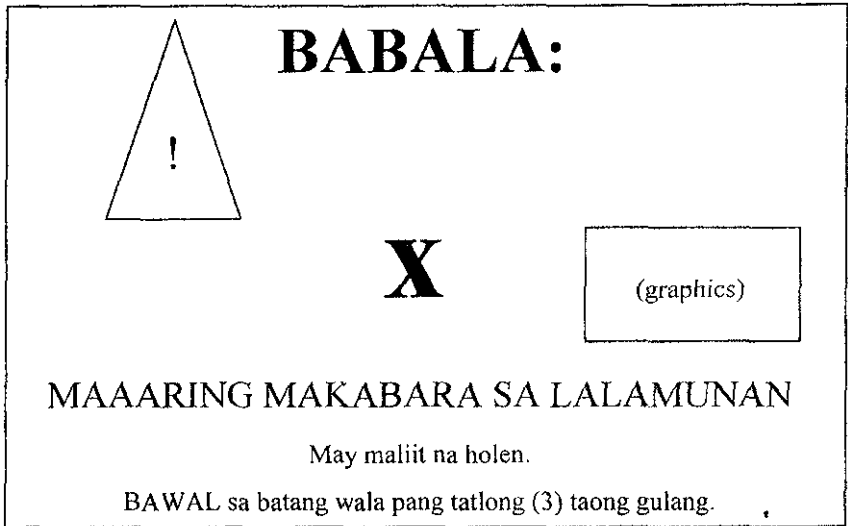 BABALA:
!
X
(graphics)
MAAARING MAKABARA SA LALAMUNAN
May maliit na holen.
BAWAL sa batang wala pang tatlong (3) taong gulang.